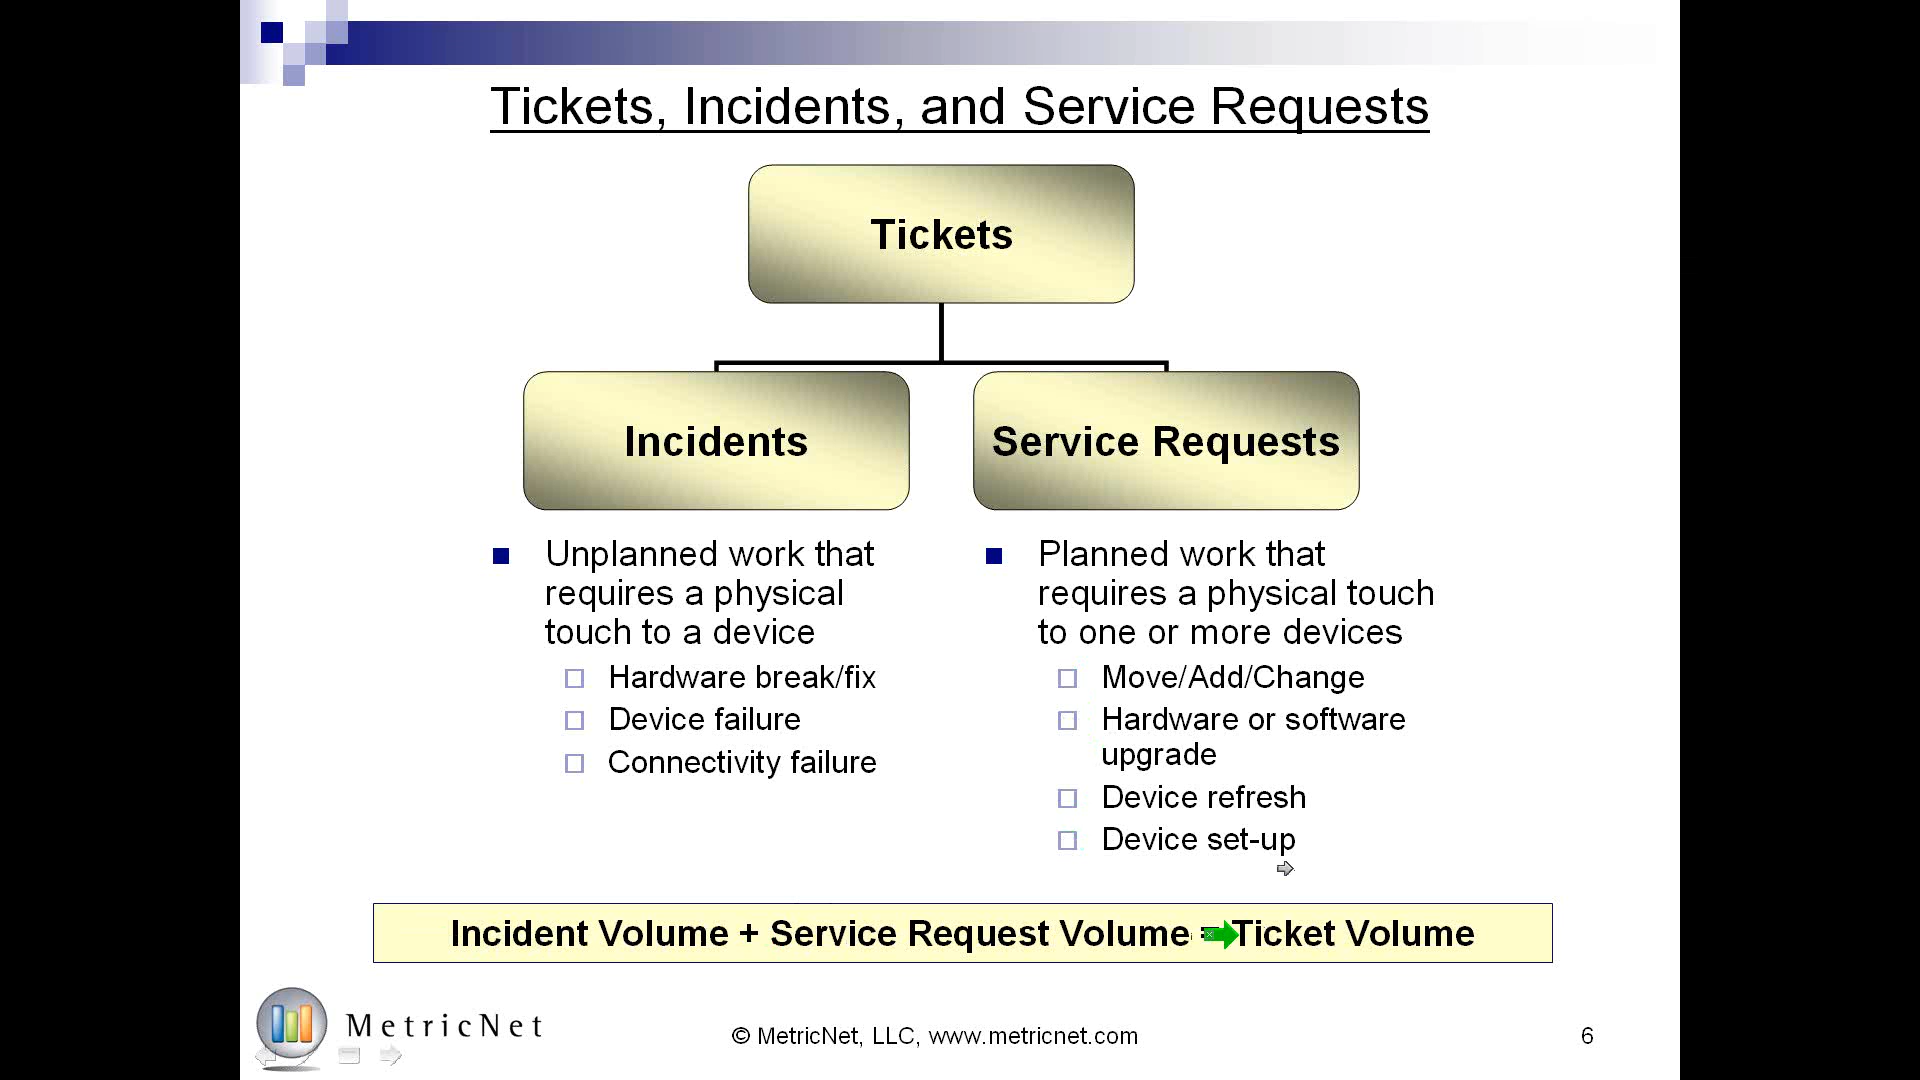 Tickets, Incidents, and Service Requests
Tickets
Incidents
Service Requests
Unplanned work that
requires a physical
touch to a device
Hardware break/fix
Device failure
Connectivity failure
Planned work that
requires a physical touch
to one or more devices
Move/Add/Change
Hardware or software
upgrade
Device refresh
Device set-up
Incident Volume + Service Request Volume = Ticket Volume
MetricNet
© MetricNet, LLC, www.metricnet.com
6